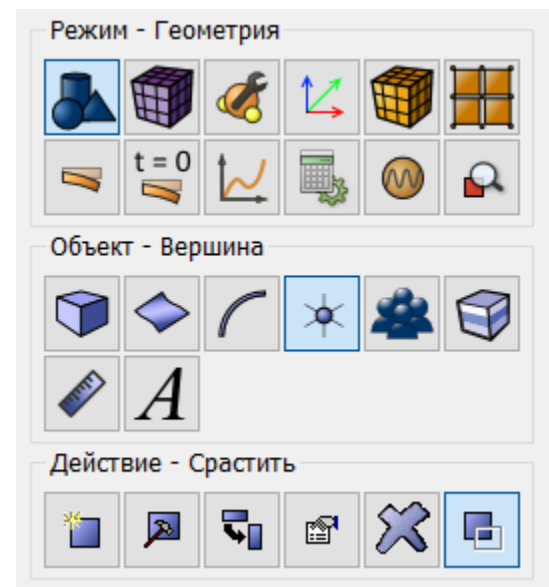 Режим - Геометрия
t = 0
Объект - Вершина
A
Действие - Срастить